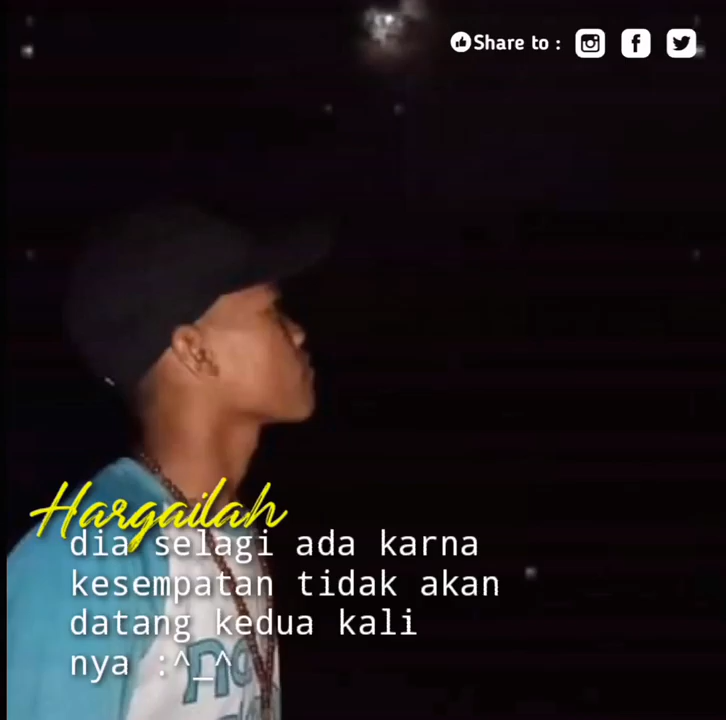 Share to :
Hargailah
dia selagi ada karna
kesempatan tidak akan
datang kedua kali
nya :^_^